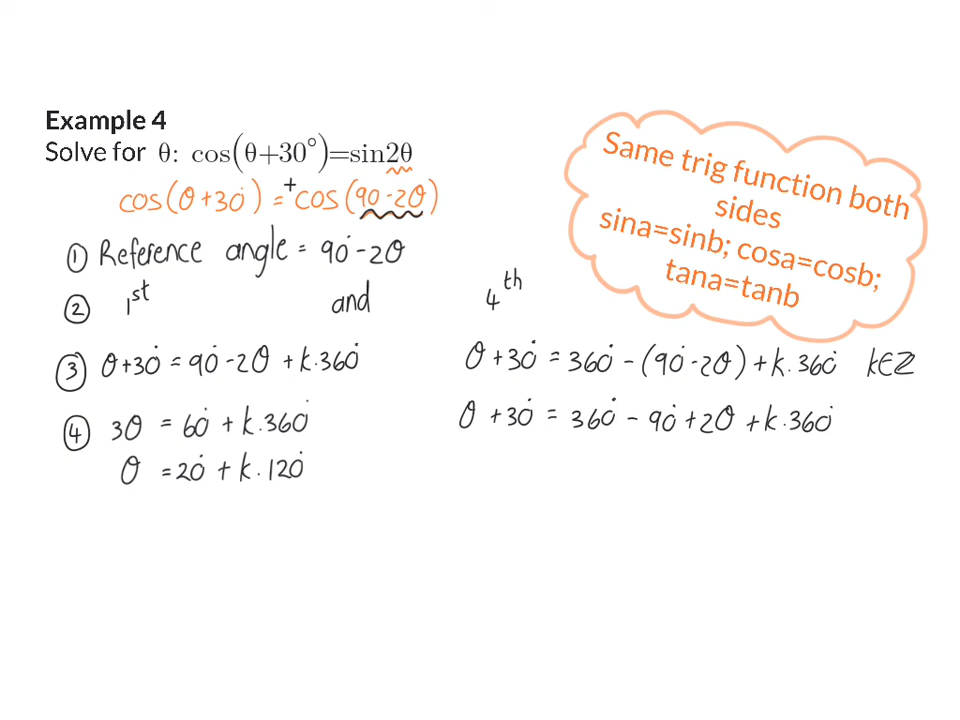 Example 4
Solve for θ: cos(θ+30°)=sin2θ
cos(θ+30°) = +cos(90°-2θ)
① Reference angle = 90°-2θ
② 1st and 4th
③ θ+30° = 90°-2θ + k.360° θ+30° = 360° - (90°-2θ) + k.360° k∈Z
④ 3θ = 60° + k.360° θ+30° = 360° - 90° + 2θ + k.360°
θ = 20° + k.120°
Same trig function both
sides
sina=sinb; cosa=cosb;
tana=tanb